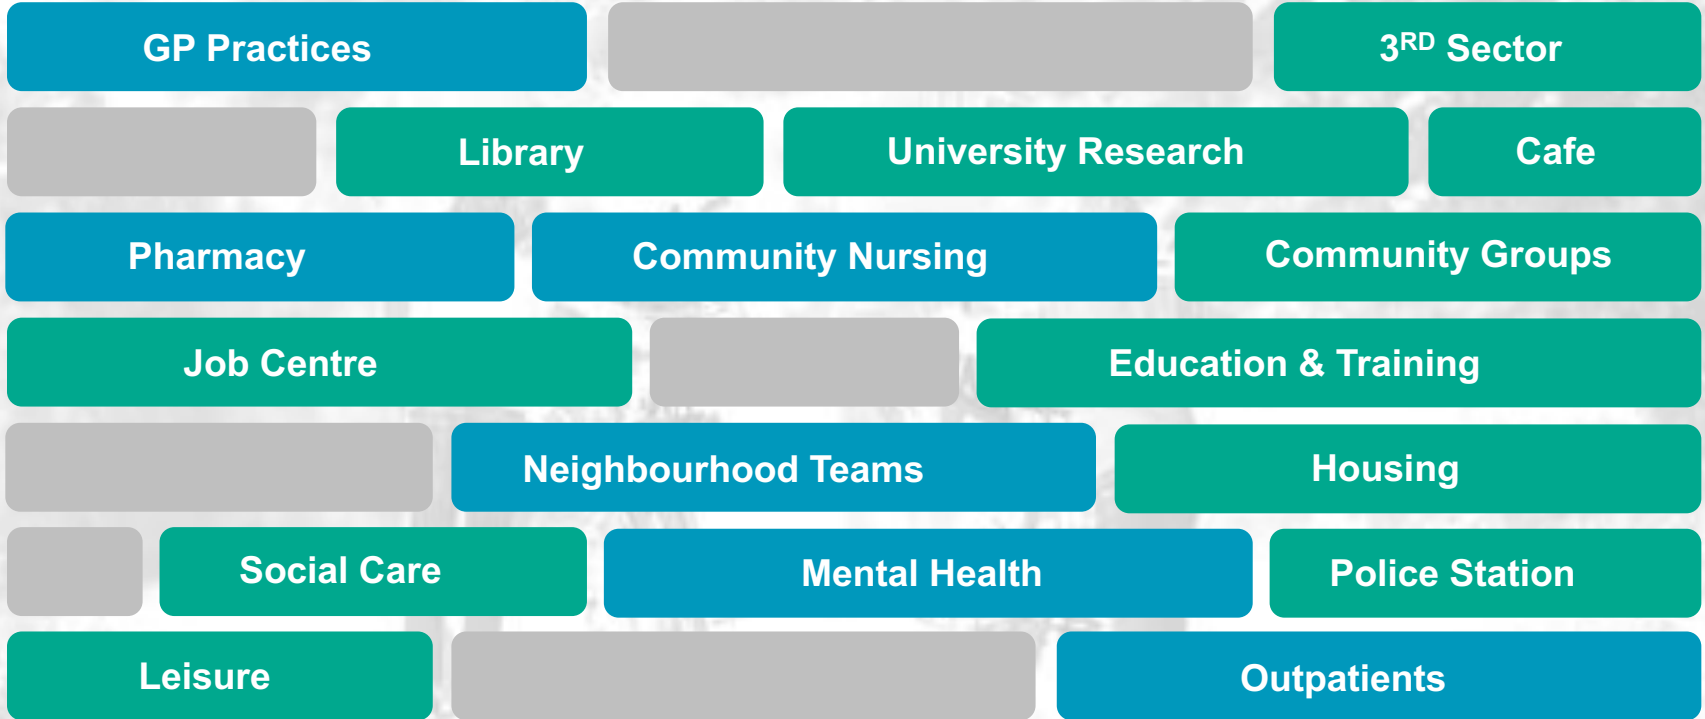 GP Practices
3RD Sector
Library
University Research
Cafe
Pharmacy
Community Nursing
Community Groups
Job Centre
Education & Training
Neighbourhood Teams
Housing
Social Care
Mental Health
Police Station
Leisure
Outpatients